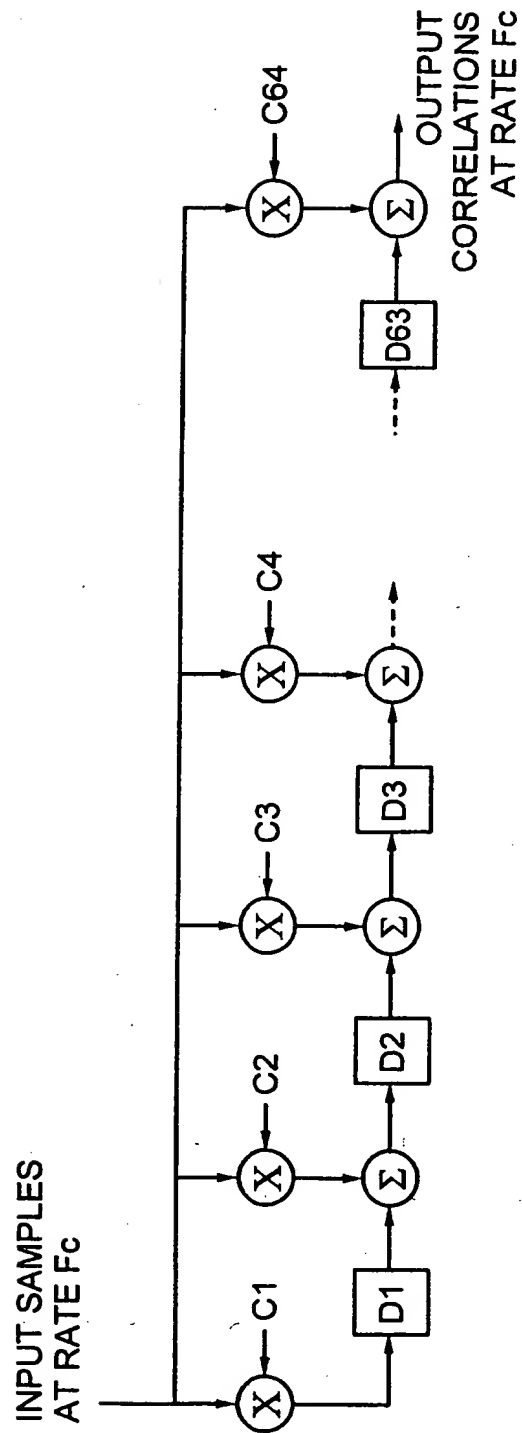 INPUT SAMPLES
AT RATE Fc
C1
C2
C3
C4
C64
X
X
X
X
X
D1
Σ
D2
Σ
D3
Σ
D63
Σ
OUTPUT
CORRELATIONS
AT RATE Fc